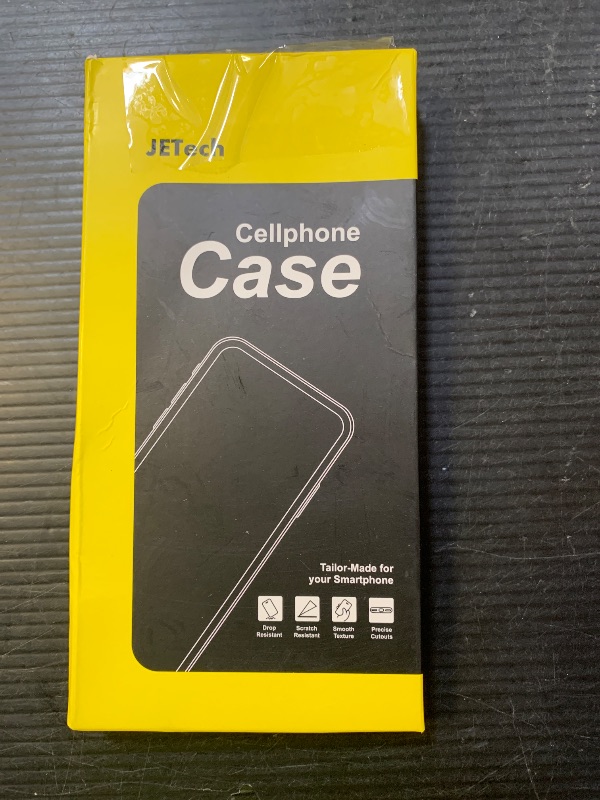 JETech
Cellphone
Case
Tailor-Made for
your Smartphone
Drop
Resistant
Scratch
Resistant
Smooth
Texture
Precise
Cutouts